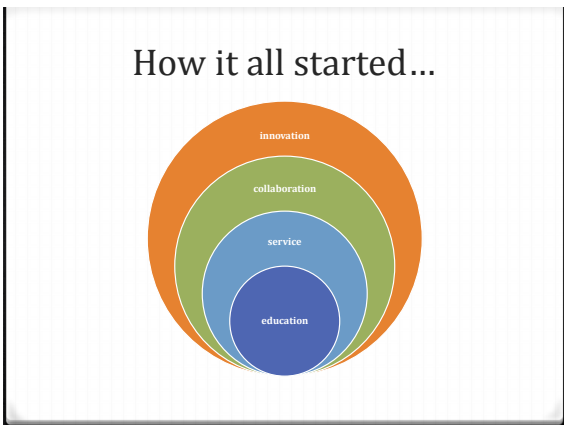 How it all started…
innovation
collaboration
service
education